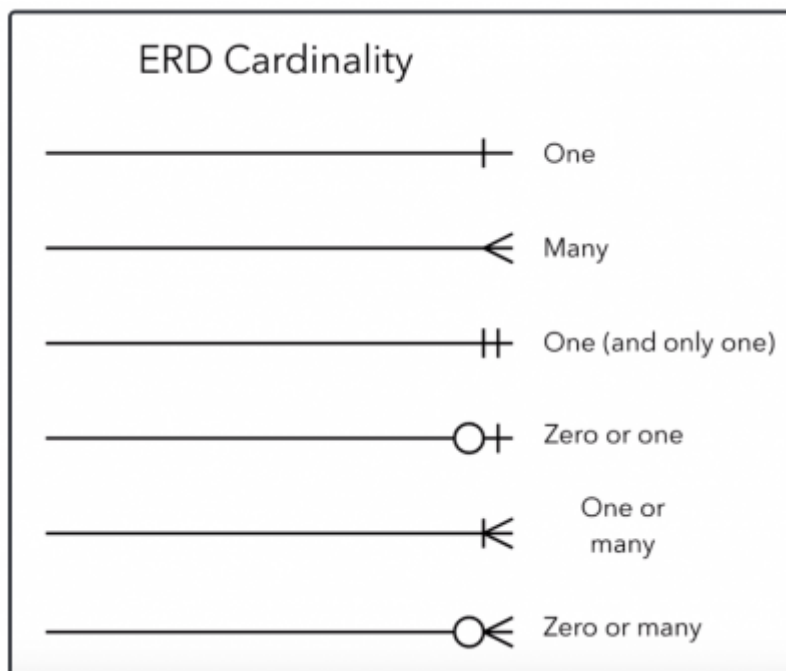 ERD Cardinality
One
Many
One (and only one)
Zero or one
One or
many
Zero or many